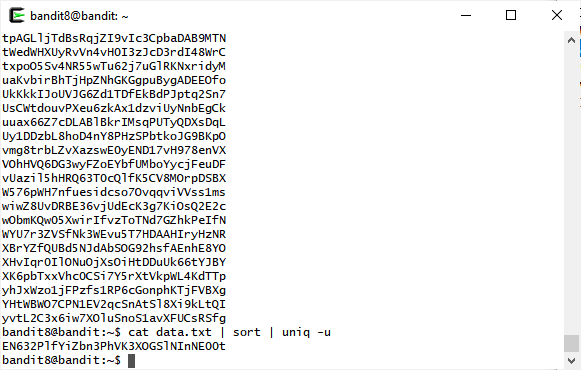 bandit8@bandit: ~
tpAGLljTdBsRqjZI9vIc3CpbaDAB9MTN
tWedWHXUyRvVn4vHOI3zJcD3rdI48WrC
txpoO5Sv4NR55wTu62j7uGlRKNxridyM
uaKvbirBhTjHpZNhGKGgpuBygADEEOfo
UkKkkIJoUVJG6Zd1TDfEkBdPJptq2Sn7
UsCWtdouvPXeu6zkAx1dzviUyNnbEgCk
uuax66Z7cDLABlBkrIMsqPUTyQDXsDqL
Uy1DDzbL8hoD4nY8PHzSPbtkoJG9BKpO
vmg8trbLZvXazswEOyEND17vH978enVX
VOhHVQ6DG3wyFZoEYbfUMboYycjFeuDF
vUazil5hHRQ63TOcQlfK5CV8MOrpDSBX
W576pWH7nfuesidcso7OvqqviVVss1ms
wiwZ8UvDRBE36vjUdEcK3g7KiOsQ2E2c
wObmKQwO5XwirIfvzToTNd7GZhkPeIfN
WYU7r3ZVSfNk3WEvu5T7HDAAHIryHzNR
XBrYZfQUBd5NJdAbSOG92hsfAEnhE8YO
XHvIqrOIlONuOjXsOiHtDDuUk66tYJBY
XK6pbTxxVhcOCSi7Y5rXtVkpWL4KdTTp
yhJxWzo1jFPzfs1RP6cGonphKTjFVBXg
YHtWBWO7CPN1EV2qcSnAtSl8Xi9kLtQI
yvtL2C3x6iw7XOluSnoS1avXFUCsRSfg
bandit8@bandit:~$ cat data.txt | sort | uniq -u
EN632PlfYiZbn3PhVK3XOGSlNInNEOOt
bandit8@bandit:~$